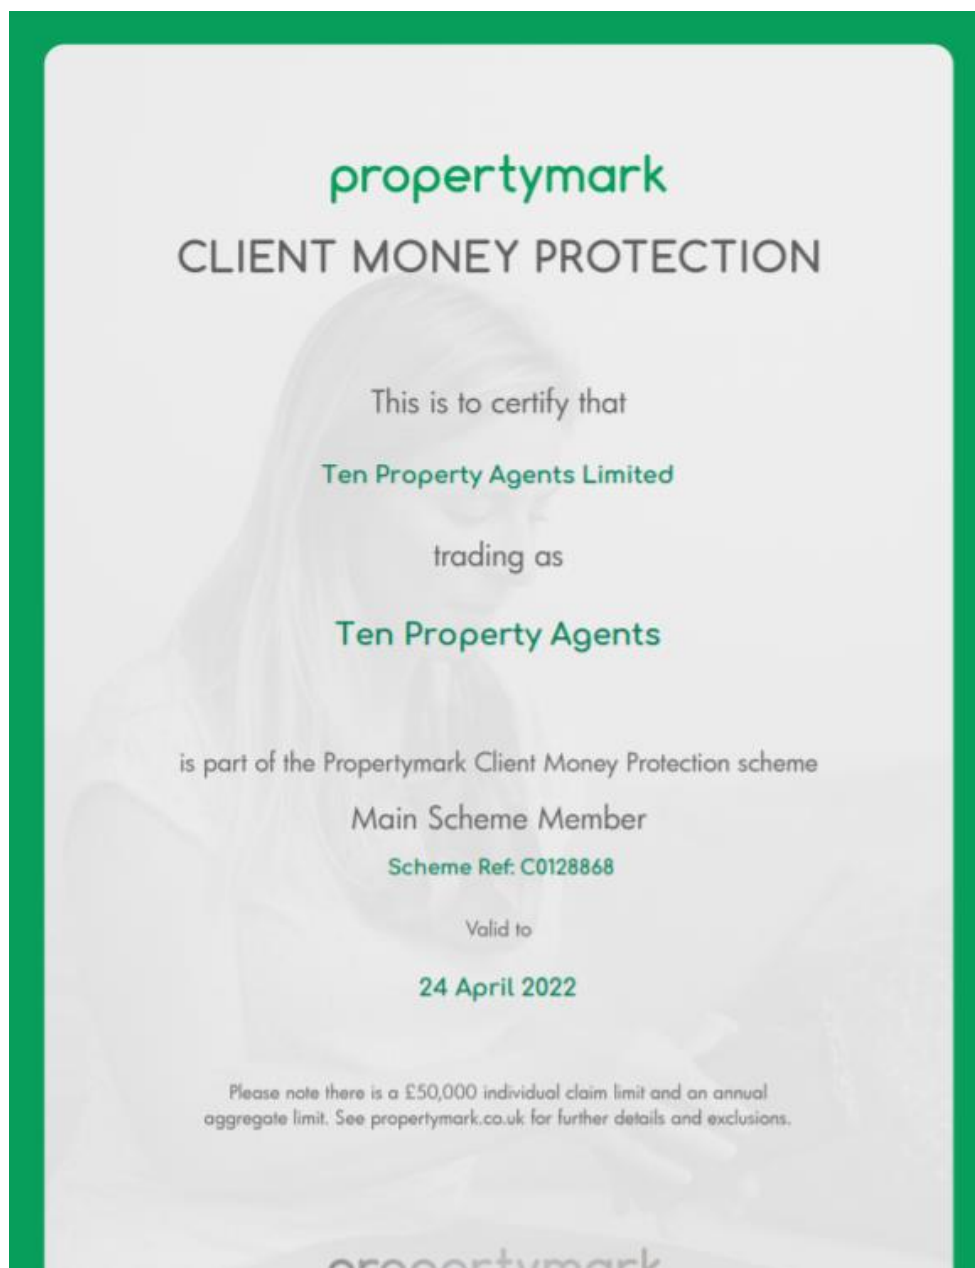 propertymark
CLIENT MONEY PROTECTION
This is to certify that
Ten Property Agents Limited
trading as
Ten Property Agents
is part of the Propertymark Client Money Protection scheme
Main Scheme Member
Scheme Ref: C0128868
Valid to
24 April 2022
Please note there is a £50,000 individual claim limit and an annual
aggregate limit. See propertymark.co.uk for further details and exclusions.
propertymark